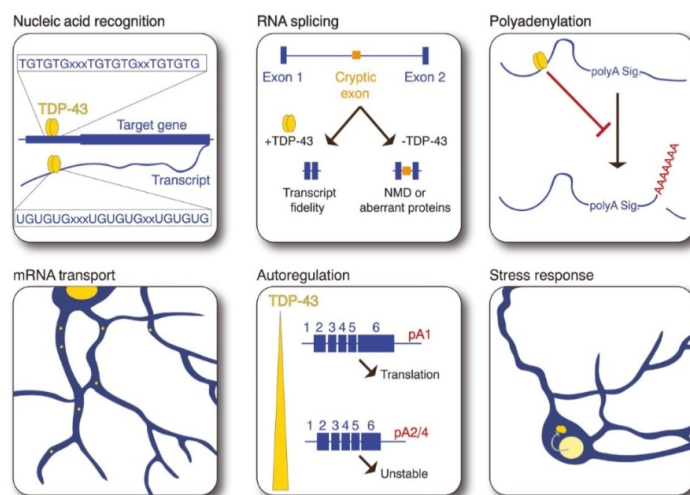 Nucleic acid recognition
TGTGTGxxxTGTGTGxxTGTGTG
TDP-43
Target gene
Transcript
UGUGUGxxxUGUGUGxxUGUGUG
RNA splicing
Exon 1
Cryptic
exon
Exon 2
+TDP-43
-TDP-43
Transcript
fidelity
NMD or
aberrant proteins
Polyadenylation
polyA Sig.
AAAAAAA
polyA Sig.
mRNA transport
Autoregulation
TDP-43
1 2 3 4 5 6
pA1
Translation
1 2 3 4 5 6
pA2/4
Unstable
Stress response